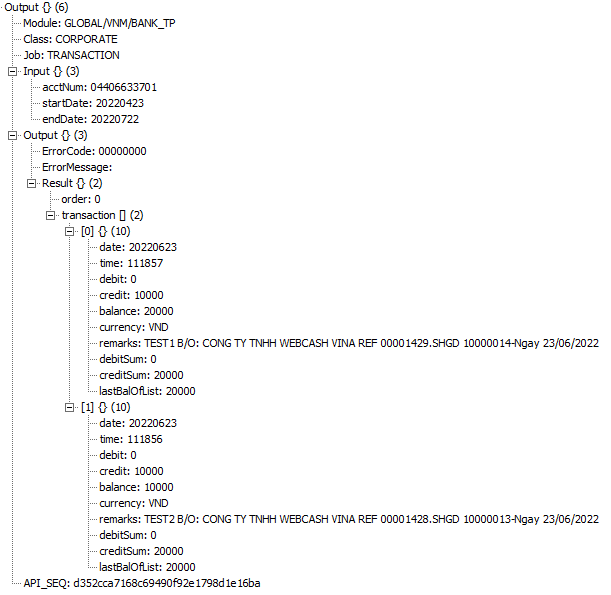 Output {} (6)
Module: GLOBAL/VNM/BANK_TP
Class: CORPORATE
Job: TRANSACTION
Input {} (3)
acctNum: 04406633701
startDate: 20220423
endDate: 20220722
Output {} (3)
ErrorCode: 00000000
ErrorMessage:
Result {} (2)
order: 0
transaction [] (2)
[0] {} (10)
date: 20220623
time: 111857
debit: 0
credit: 10000
balance: 20000
currency: VND
remarks: TEST1 B/O: CONG TY TNHH WEBCASH VINA REF 00001429.SHGD 10000014-Ngay 23/06/2022
debitSum: 0
creditSum: 20000
lastBalOfList: 20000
[1] {} (10)
date: 20220623
time: 111856
debit: 0
credit: 10000
balance: 10000
currency: VND
remarks: TEST2 B/O: CONG TY TNHH WEBCASH VINA REF 00001428.SHGD 10000013-Ngay 23/06/2022
debitSum: 0
creditSum: 20000
lastBalOfList: 20000
API_SEQ: d352cca7168c69490f92e1798d1e16ba